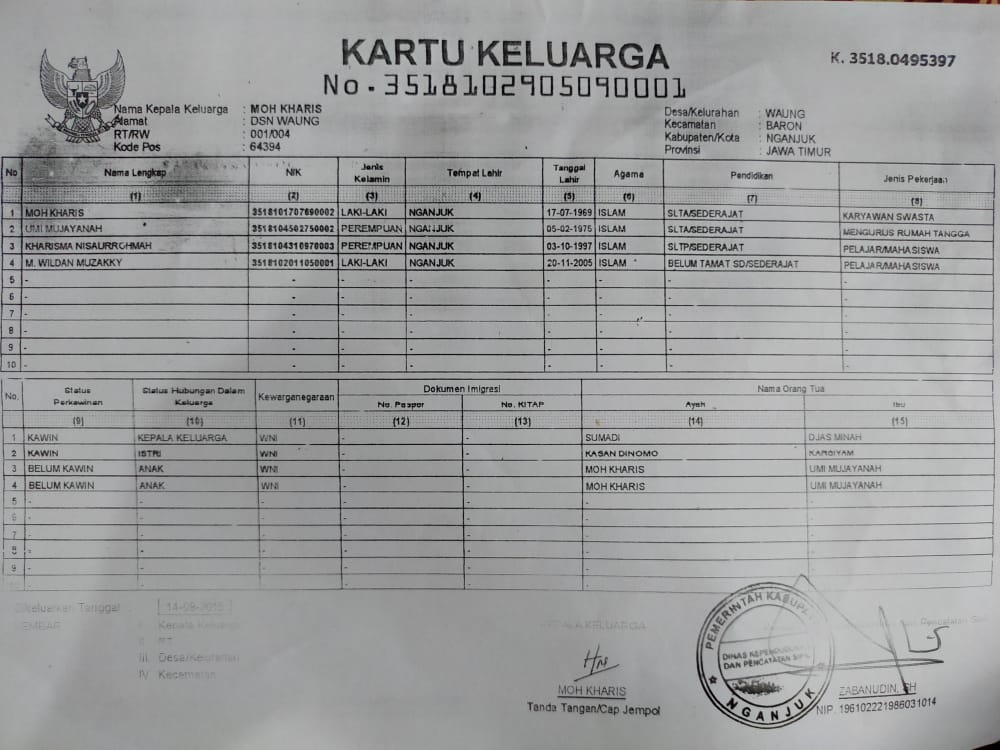 KARTU KELUARGA
K. 3518.0495397
No. 3518102905090001
Nama Kepala Keluarga : MOH KHARIS
Alamat : DSN WAUNG
RT/RW : 001/004
Kode Pos : 64394
Desa/Kelurahan : WAUNG
Kecamatan : BARON
Kabupaten/Kota : NGANJUK
Provinsi : JAWA TIMUR
No Nama Lengkap NIK Jenis Kelamin Tempat Lahir Tanggal Lahir Agama Pendidikan Jenis Pekerjaan
(1) (2) (3) (4) (5) (6) (7) (8)
1 MOH KHARIS 3518101707690002 LAKI-LAKI NGANJUK 17-07-1969 ISLAM SLTA/SEDERAJAT KARYAWAN SWASTA
2 UMI MUJAYANAH 3518104502750002 PEREMPUAN NGANJUK 05-02-1975 ISLAM SLTA/SEDERAJAT MENGURUS RUMAH TANGGA
3 KHARISMA NISAURROHMAH 3518104310970003 PEREMPUAN NGANJUK 03-10-1997 ISLAM SLTP/SEDERAJAT PELAJAR/MAHASISWA
4 M. WILDAN MUZAKKY 3518102011050001 LAKI-LAKI NGANJUK 20-11-2005 ISLAM BELUM TAMAT SD/SEDERAJAT PELAJAR/MAHASISWA
5 - - - - - - - -
6 - - - - - - - -
7 - - - - - - - -
8 - - - - - - - -
9 - - - - - - - -
10 - - - - - - - -
No. Status Perkawinan Status Hubungan Dalam Keluarga Kewarganegaraan Dokumen Imigrasi Nama Orang Tua
No. Paspor No. KITAP Ayah Ibu
(9) (10) (11) (12) (13) (14) (15)
1 KAWIN KEPALA KELUARGA WNI - - SUMADI DJAS MINAH
2 KAWIN ISTRI WNI - - KASAN DINOMO KARSIYAM
3 BELUM KAWIN ANAK WNI - - MOH KHARIS UMI MUJAYANAH
4 BELUM KAWIN ANAK WNI - - MOH KHARIS UMI MUJAYANAH
5 - - - - - - -
6 - - - - - - -
7 - - - - - - -
8 - - - - - - -
9 - - - - - - -
- - - - - - -
Dikeluarkan Tanggal :
LEMBAR : I. Kepala Keluarga
II. RT
III. Desa/Kelurahan
IV. Kecamatan
KEPALA KELUARGA
MOH KHARIS
Tanda Tangan/Cap Jempol
PEMERINTAH KABUPATEN
DINAS KEPENDUDUKAN
DAN PENCATATAN SIPIL
NGANJUK
Pencatatan Sipil
ZABANUDIN, SH
NIP. 196102221986031014